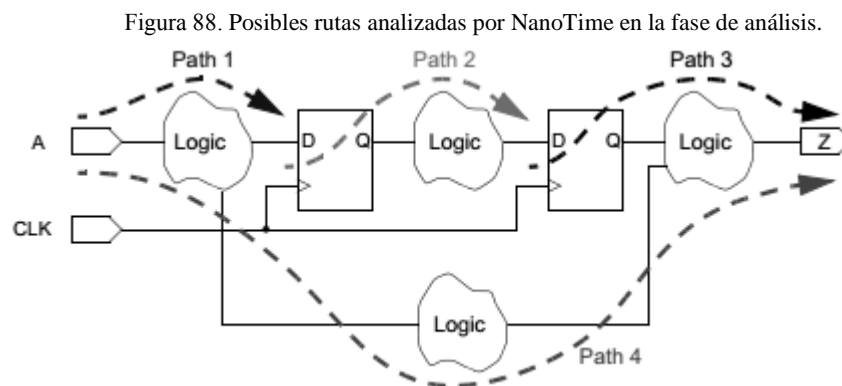 Figura 88. Posibles rutas analizadas por NanoTime en la fase de análisis.
Path 1
Path 2
Path 3
A
Logic
D
Q
Logic
D
Q
Logic
Z
CLK
Logic
Path 4